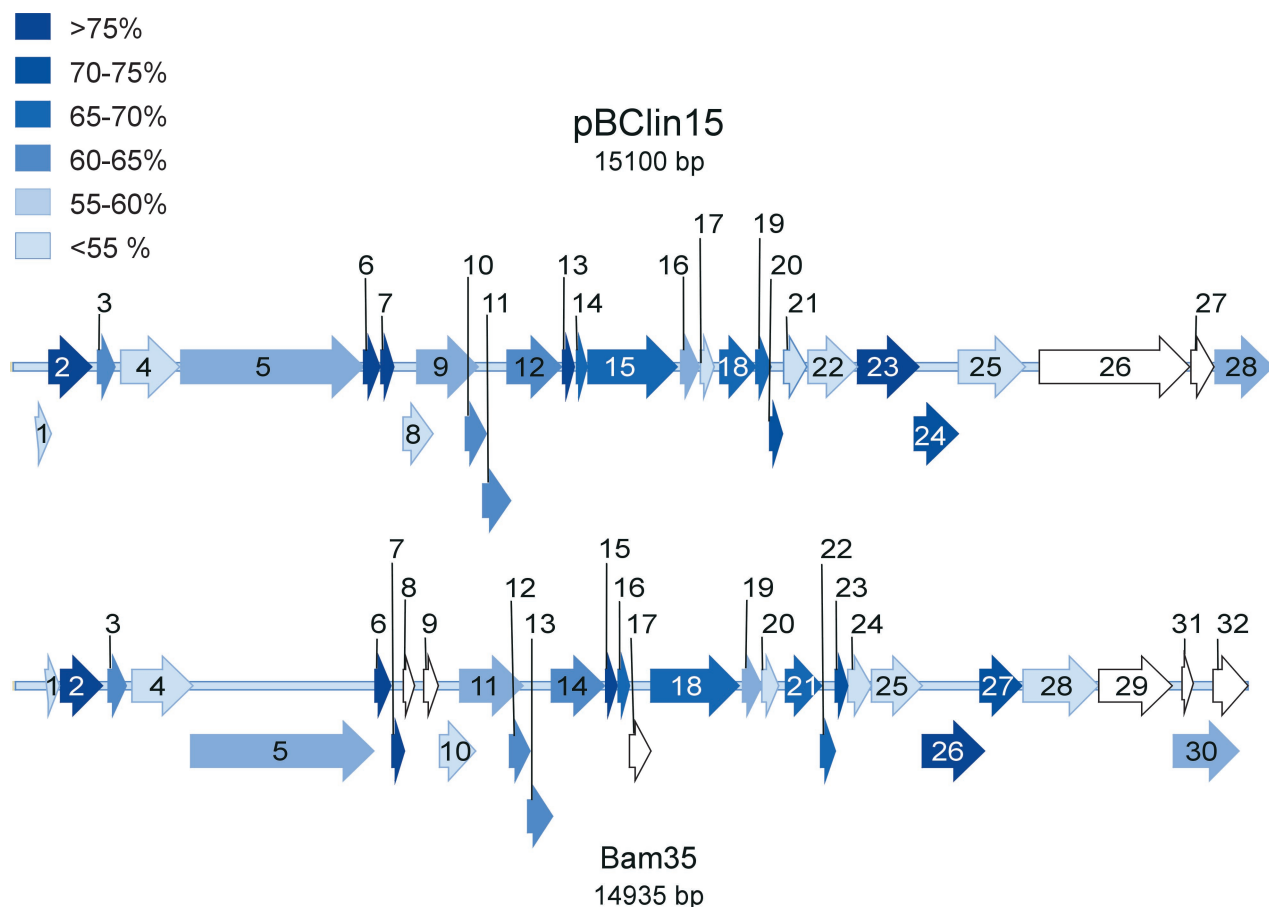 >75%
70-75%
65-70%
60-65%
55-60%
<55 %
pBClin15
15100 bp
17 19
6 10 13 16 20
3 7 11 14 21 27
2 4 5 9 12 15 18 22 23 25 26 28
1 8 24
7 15 22
8 12 16 19 23
3 6 9 13 17 20 24 31 32
1 2 4 11 14 18 21 25 27 28 29
5 10 26 30
Bam35
14935 bp